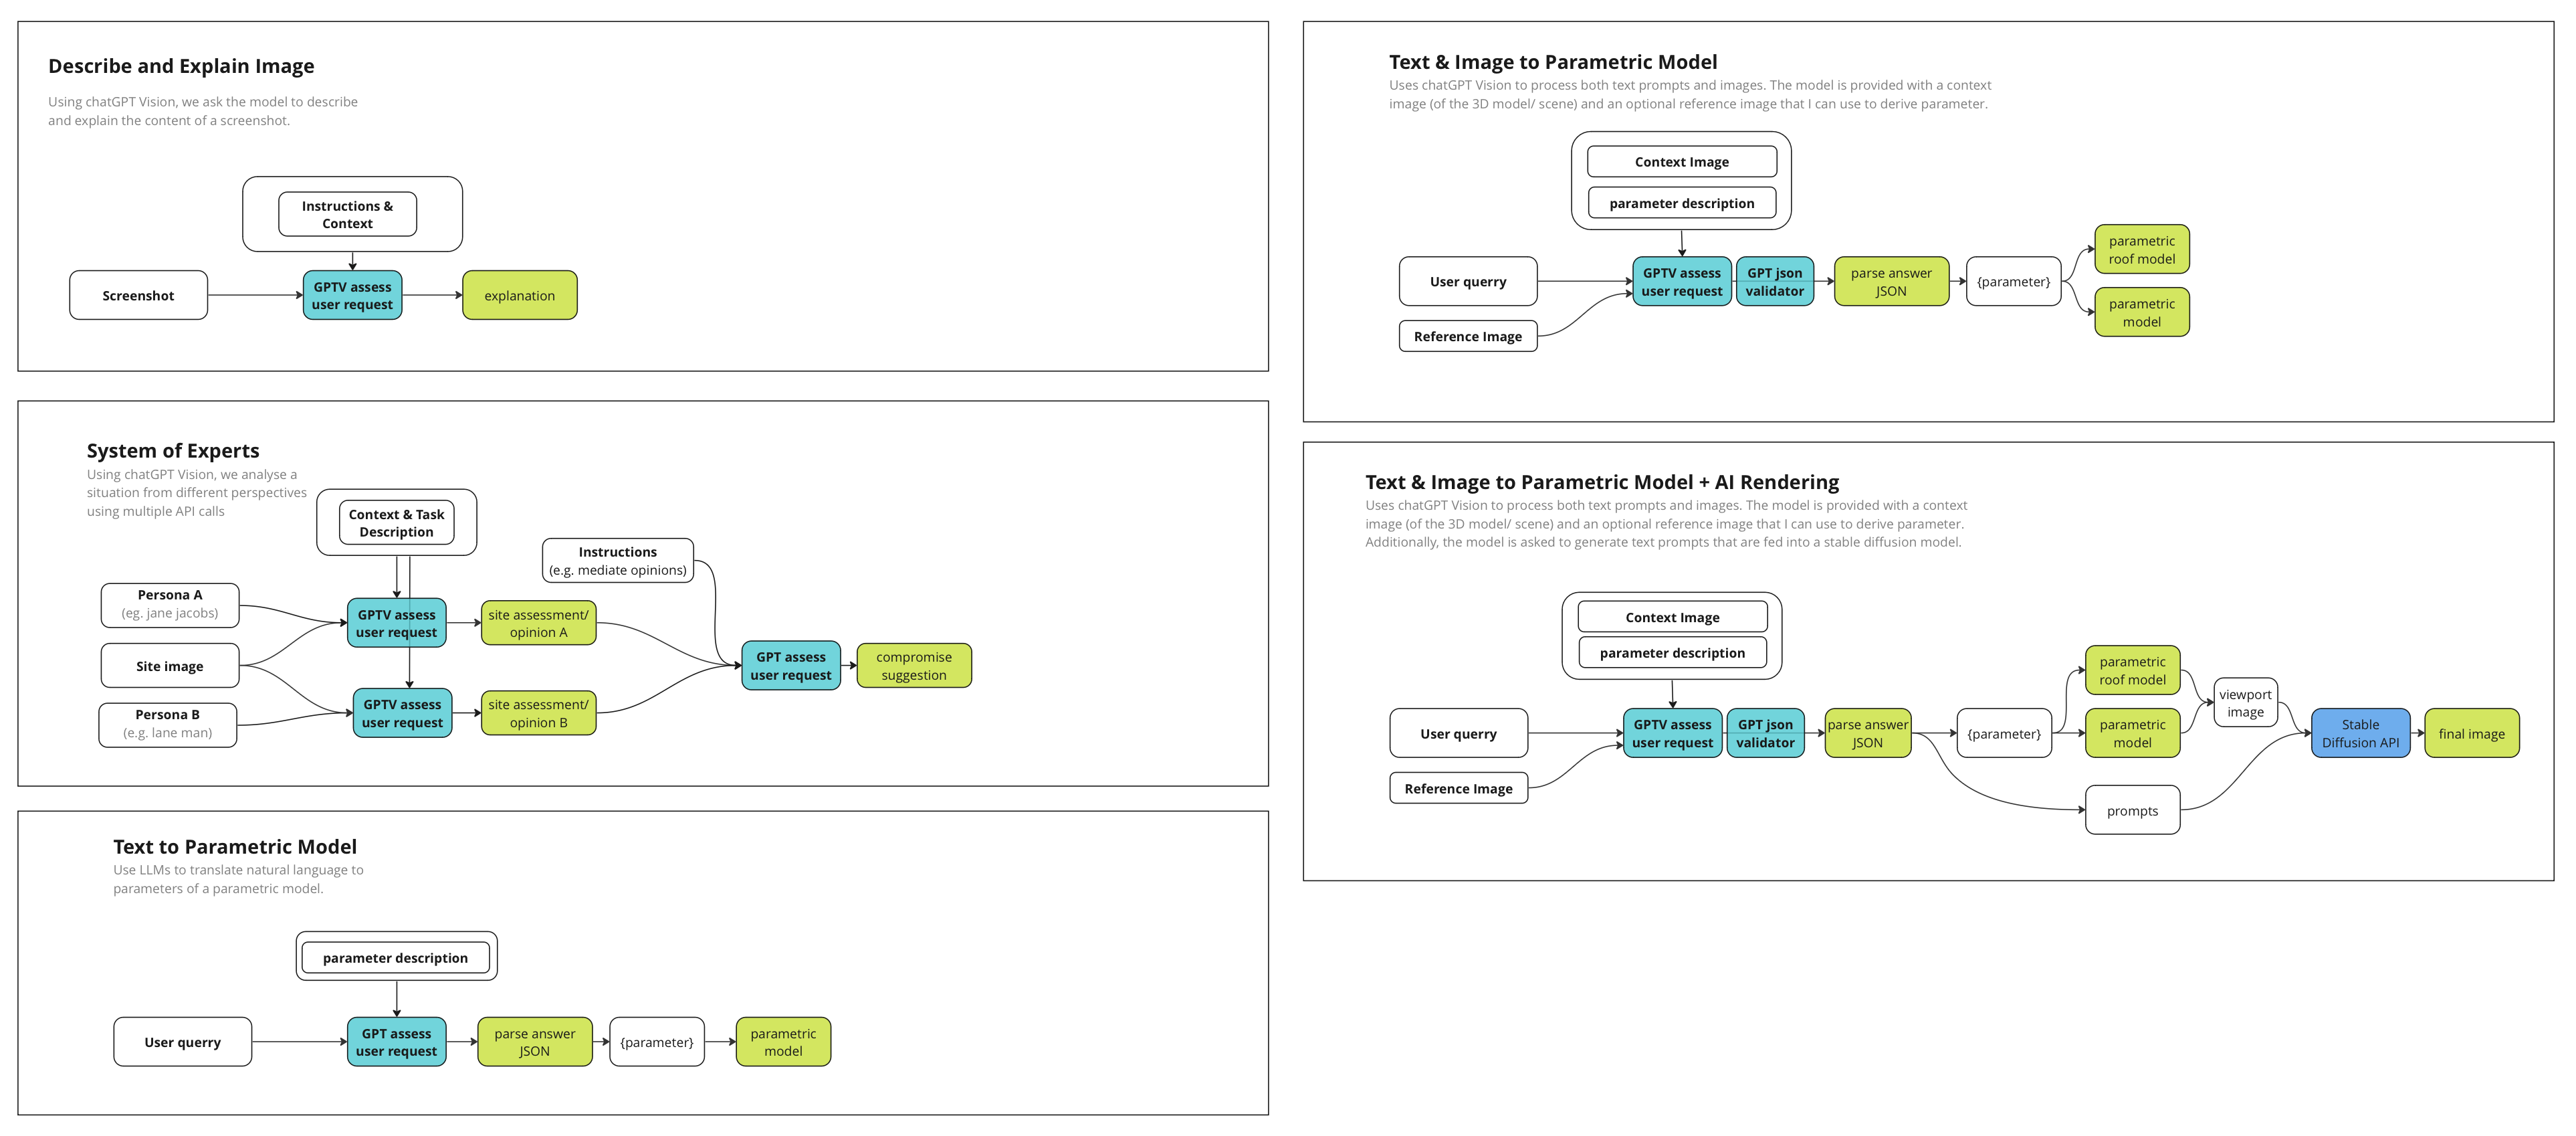 Describe and Explain Image
Using chatGPT Vision, we ask the model to describe
and explain the content of a screenshot.
Instructions &
Context
Screenshot
GPTV assess
user request
explanation
System of Experts
Using chatGPT Vision, we analyse a
situation from different perspectives
using multiple API calls
Context & Task
Description
Instructions
(e.g. mediate opinions)
Persona A
(eg. jane jacobs)
GPTV assess
user request
site assessment/
opinion A
Site image
GPT assess
user request
compromise
suggestion
Persona B
(e.g. lane man)
GPTV assess
user request
site assessment/
opinion B
Text to Parametric Model
Use LLMs to translate natural language to
parameters of a parametric model.
parameter description
User querry
GPT assess
user request
parse answer
JSON
{parameter}
parametric
model
Text & Image to Parametric Model
Uses chatGPT Vision to process both text prompts and images. The model is provided with a context
image (of the 3D model/ scene) and an optional reference image that I can use to derive parameter.
Context Image
parameter description
User querry
Reference Image
GPTV assess
user request
GPT json
validator
parse answer
JSON
{parameter}
parametric
roof model
parametric
model
Text & Image to Parametric Model + AI Rendering
Uses chatGPT Vision to process both text prompts and images. The model is provided with a context
image (of the 3D model/ scene) and an optional reference image that I can use to derive parameter.
Additionally, the model is asked to generate text prompts that are fed into a stable diffusion model.
Context Image
parameter description
User querry
Reference Image
GPTV assess
user request
GPT json
validator
parse answer
JSON
{parameter}
parametric
roof model
parametric
model
viewport
image
prompts
Stable
Diffusion API
final image